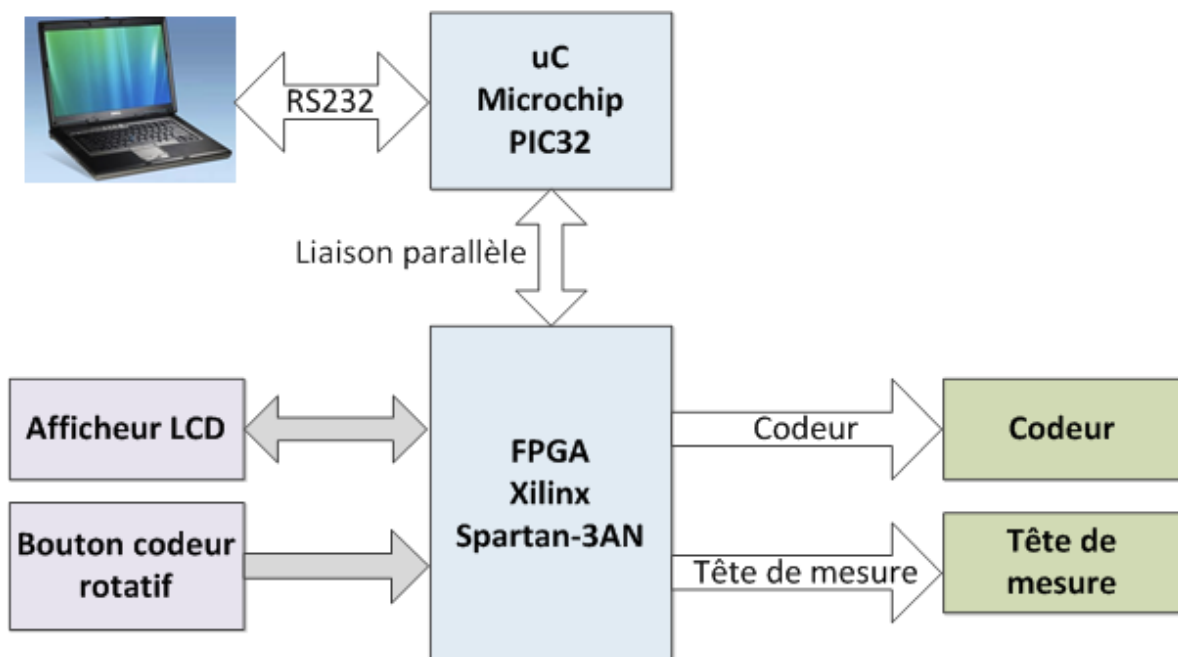 uC
Microchip
PIC32
RS232
Liaison parallèle
Afficheur LCD
FPGA
Xilinx
Spartan-3AN
Codeur
Codeur
Bouton codeur
rotatif
Tête de mesure
Tête de
mesure